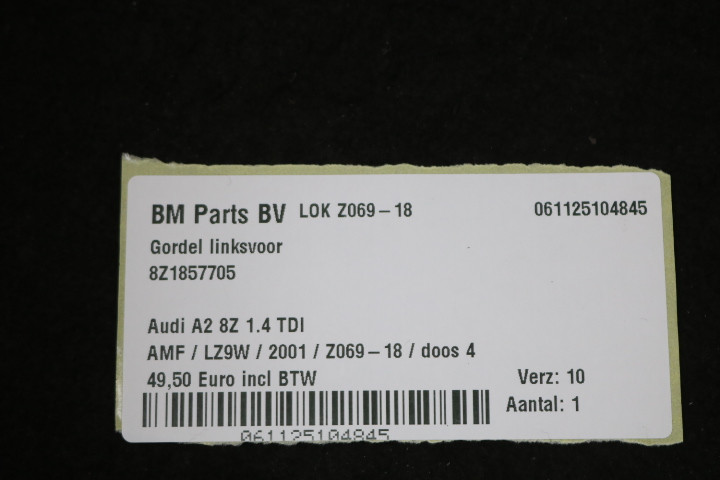 BM Parts BV LOK Z069-18 061125104845
Gordel linksvoor
8Z1857705
Audi A2 8Z 1.4 TDI
AMF / LZ9W / 2001 / Z069-18 / doos 4
49,50 Euro incl BTW Verz: 10
Aantal: 1
061125104845